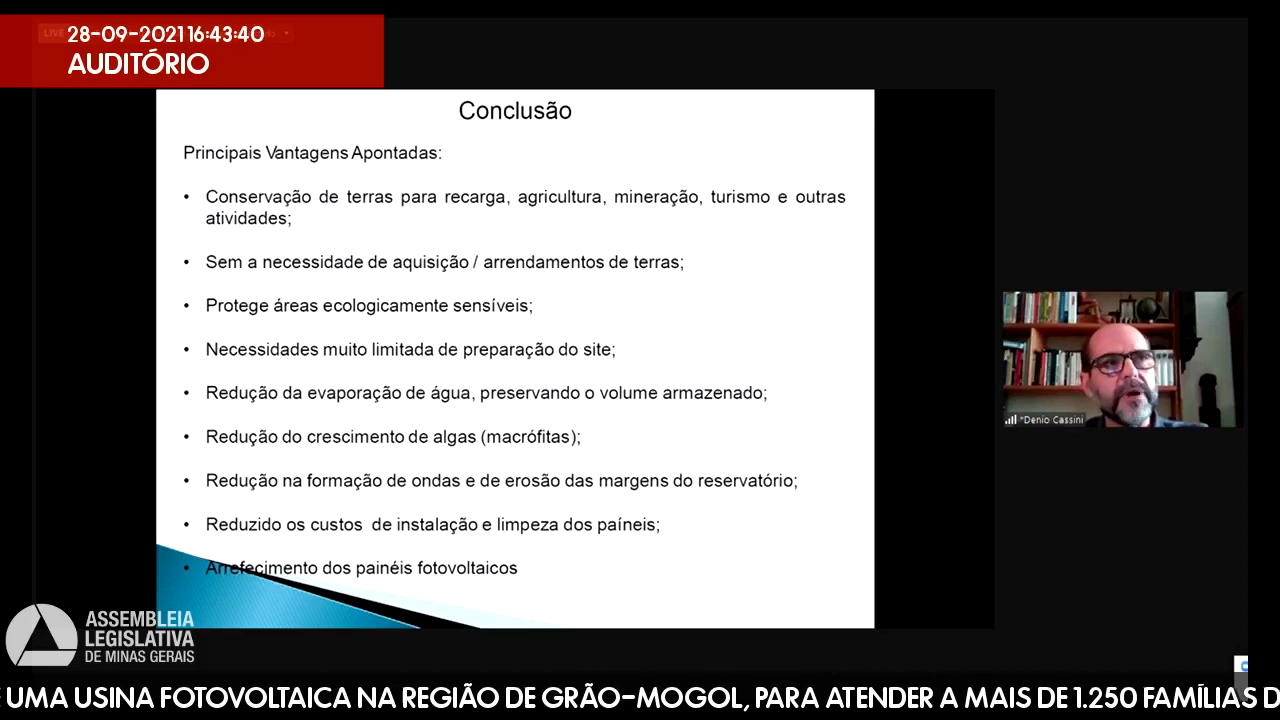 LIVE
28-09-2021 16:43:40
AUDITÓRIO
Conclusão
Principais Vantagens Apontadas:
• Conservação de terras para recarga, agricultura, mineração, turismo e outras
atividades;
• Sem a necessidade de aquisição / arrendamentos de terras;
• Protege áreas ecologicamente sensíveis;
• Necessidades muito limitada de preparação do site;
• Redução da evaporação de água, preservando o volume armazenado;
• Redução do crescimento de algas (macrófitas);
• Redução na formação de ondas e de erosão das margens do reservatório;
• Reduzido os custos de instalação e limpeza dos paíneis;
• Arrefecimento dos painéis fotovoltaicos
*Denio Cassini
ASSEMBLEIA
LEGISLATIVA
DE MINAS GERAIS
UMA USINA FOTOVOLTAICA NA REGIÃO DE GRÃO-MOGOL, PARA ATENDER A MAIS DE 1.250 FAMÍLIAS D